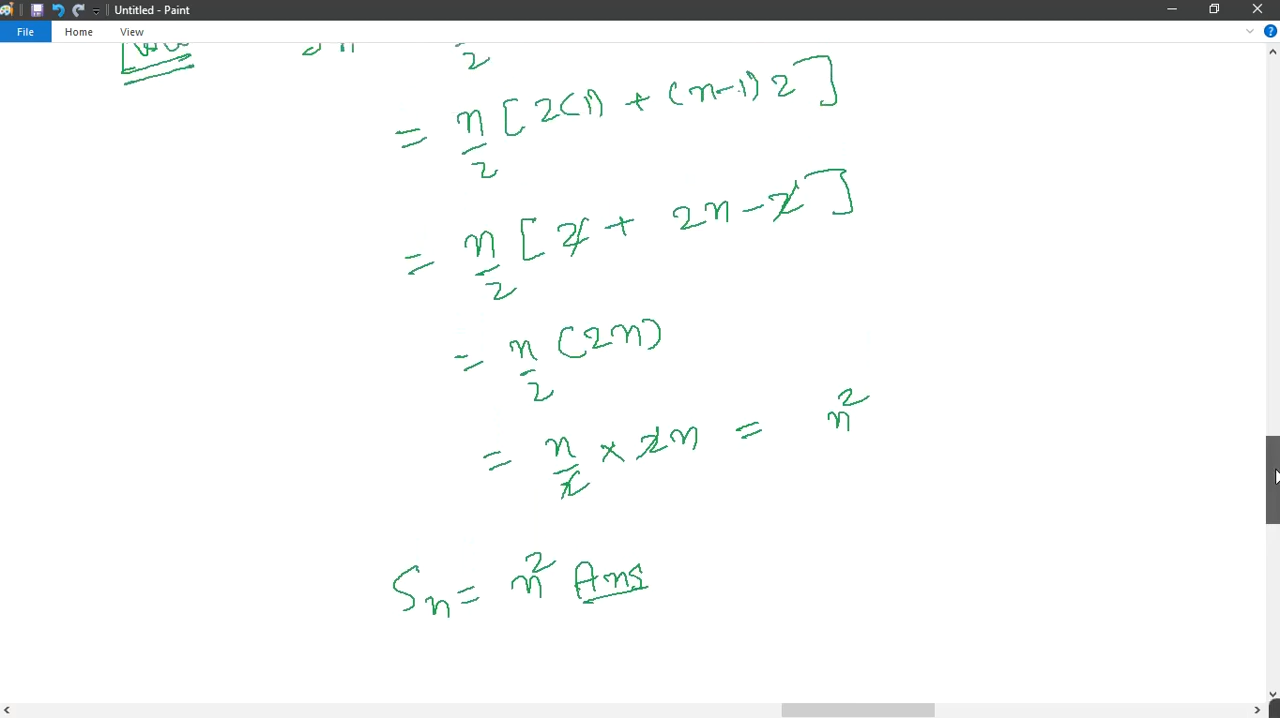 Untitled - Paint
File Home View
2
= n/2 [2(1) + (n-1)2]
= n/2 [2 + 2n - 2]
= n/2 (2n)
= n/2 × 2n = n²
Sn = n² Ans